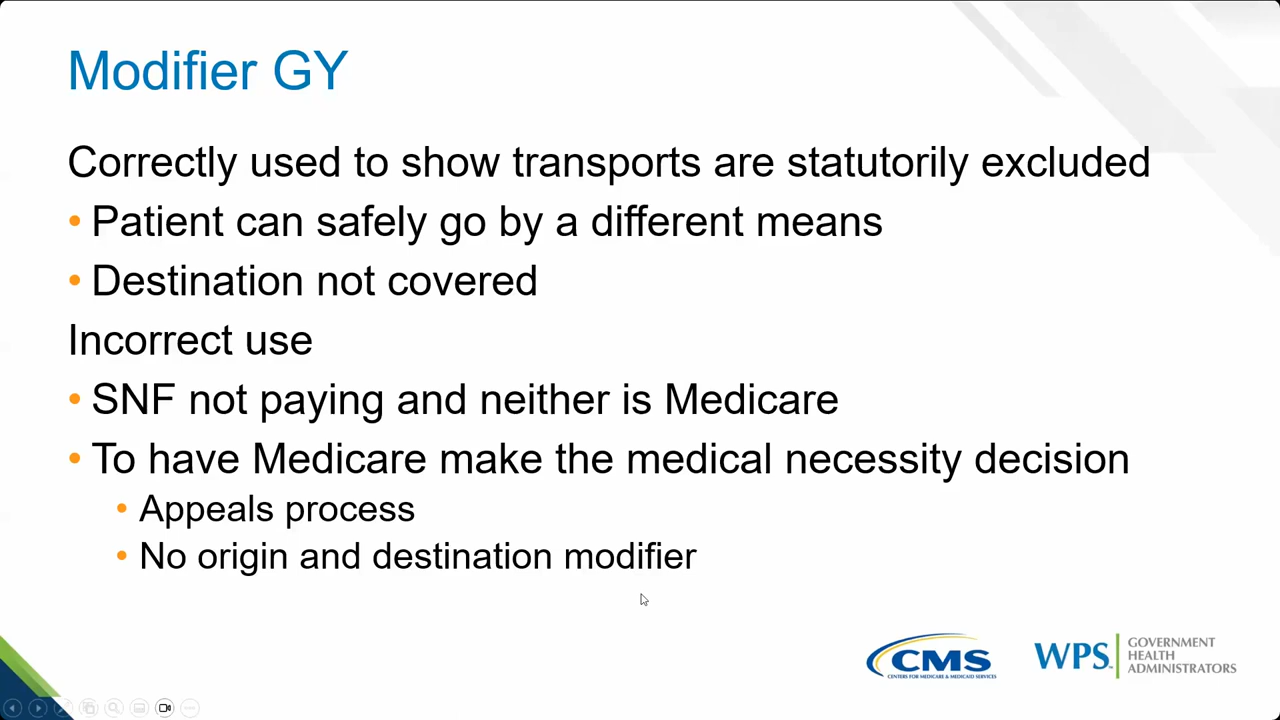 Modifier GY
Correctly used to show transports are statutorily excluded
• Patient can safely go by a different means
• Destination not covered
Incorrect use
• SNF not paying and neither is Medicare
• To have Medicare make the medical necessity decision
• Appeals process
• No origin and destination modifier
CMS
CENTERS FOR MEDICARE & MEDICAID SERVICES
WPS
GOVERNMENT
HEALTH
ADMINISTRATORS